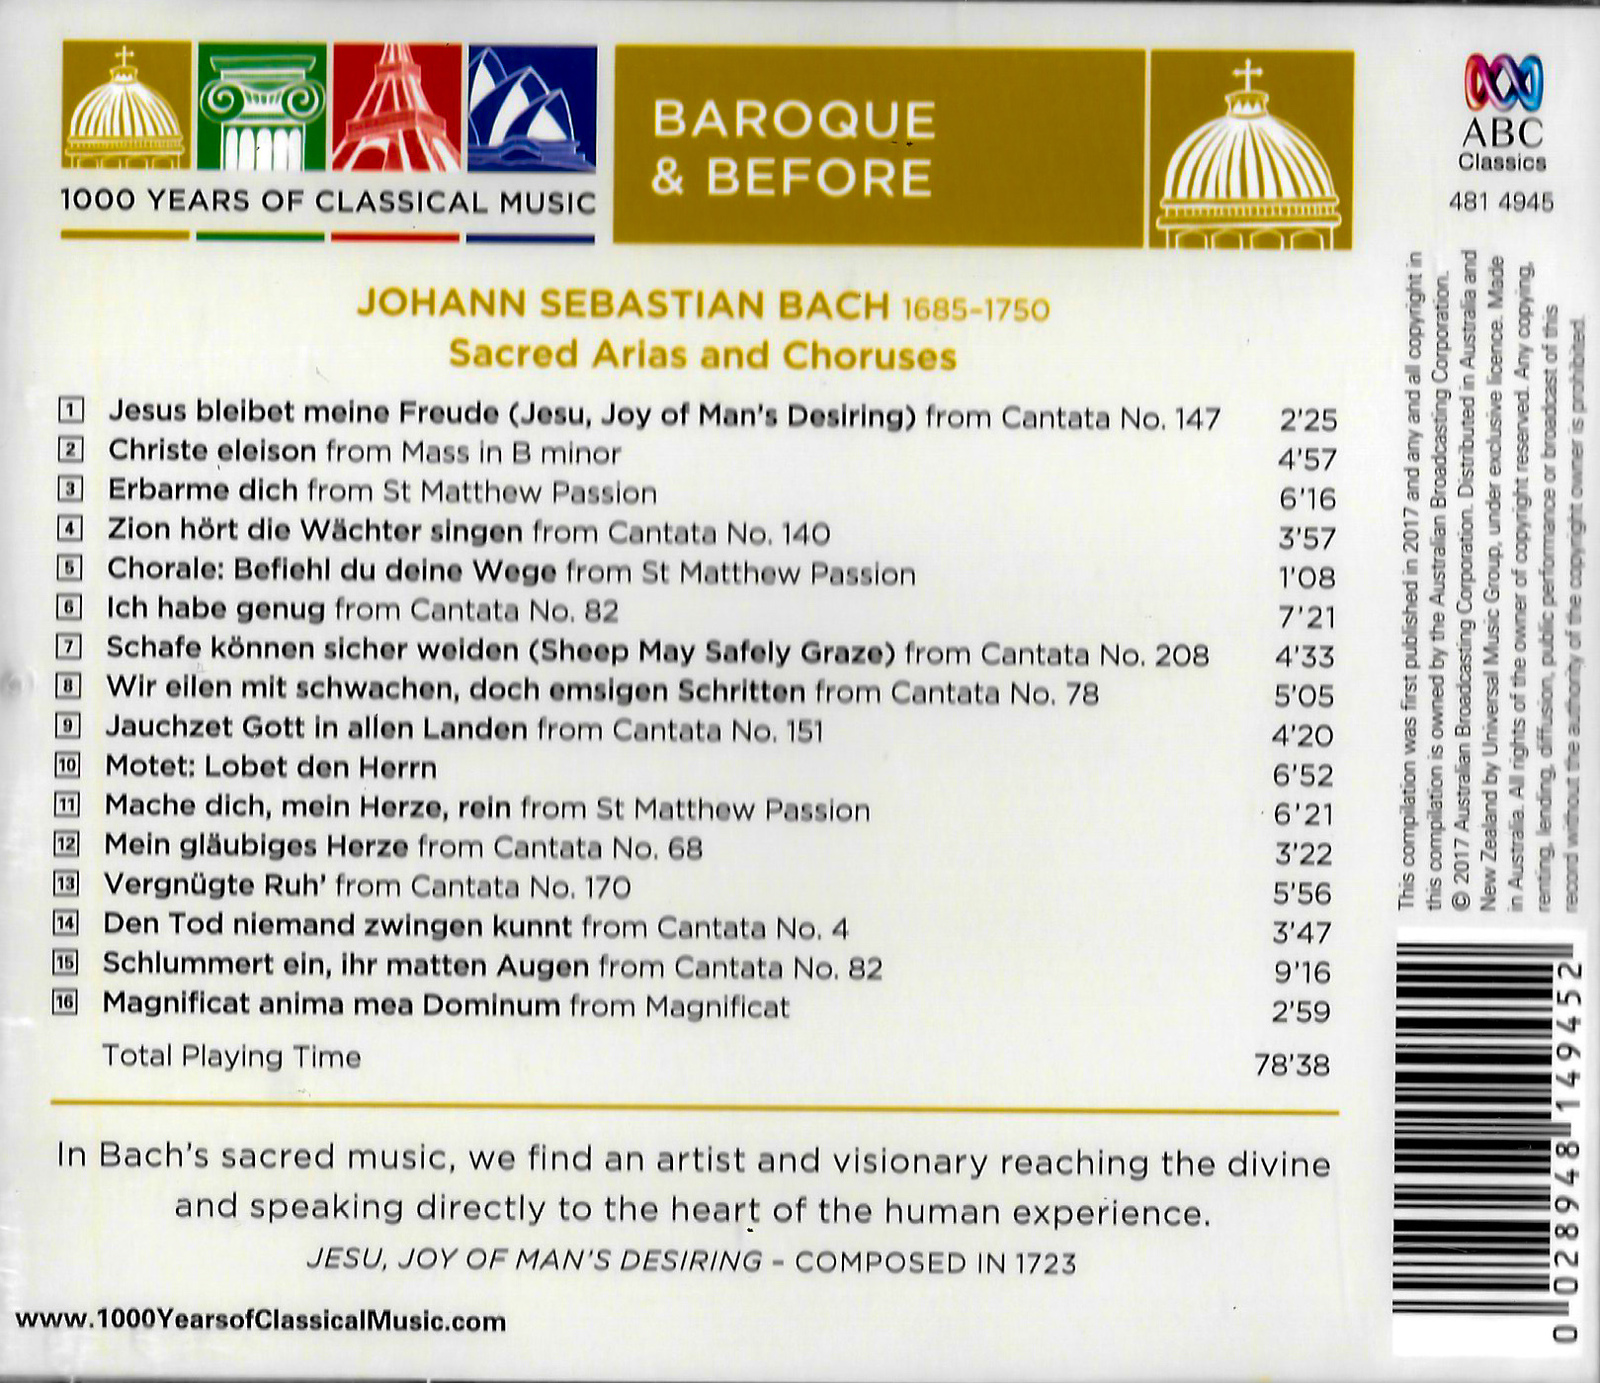 1000 YEARS OF CLASSICAL MUSIC
BAROQUE
& BEFORE
ABC
Classics
481 4945
JOHANN SEBASTIAN BACH 1685-1750
Sacred Arias and Choruses
1 Jesus bleibet meine Freude (Jesu, Joy of Man's Desiring) from Cantata No. 147 2'25
2 Christe eleison from Mass in B minor 4'57
3 Erbarme dich from St Matthew Passion 6'16
4 Zion hört die Wächter singen from Cantata No. 140 3'57
5 Chorale: Befiehl du deine Wege from St Matthew Passion 1'08
6 Ich habe genug from Cantata No. 82 7'21
7 Schafe können sicher weiden (Sheep May Safely Graze) from Cantata No. 208 4'33
8 Wir eilen mit schwachen, doch emsigen Schritten from Cantata No. 78 5'05
9 Jauchzet Gott in allen Landen from Cantata No. 151 4'20
10 Motet: Lobet den Herrn 6'52
11 Mache dich, mein Herze, rein from St Matthew Passion 6'21
12 Mein gläubiges Herze from Cantata No. 68 3'22
13 Vergnügte Ruh' from Cantata No. 170 5'56
14 Den Tod niemand zwingen kunnt from Cantata No. 4 3'47
15 Schlummert ein, ihr matten Augen from Cantata No. 82 9'16
16 Magnificat anima mea Dominum from Magnificat 2'59
Total Playing Time 78'38
In Bach's sacred music, we find an artist and visionary reaching the divine
and speaking directly to the heart of the human experience.
JESU, JOY OF MAN'S DESIRING – COMPOSED IN 1723
www.1000YearsofClassicalMusic.com
This compilation was first published in 2017 and any and all copyright in
this compilation is owned by the Australian Broadcasting Corporation.
© 2017 Australian Broadcasting Corporation. Distributed in Australia and
New Zealand by Universal Music Group, under exclusive licence. Made
in Australia. All rights of the owner of copyright reserved. Any copying,
renting, lending, diffusion, public performance or broadcast of this
record without the authority of the copyright owner is prohibited.
0 028948 149452